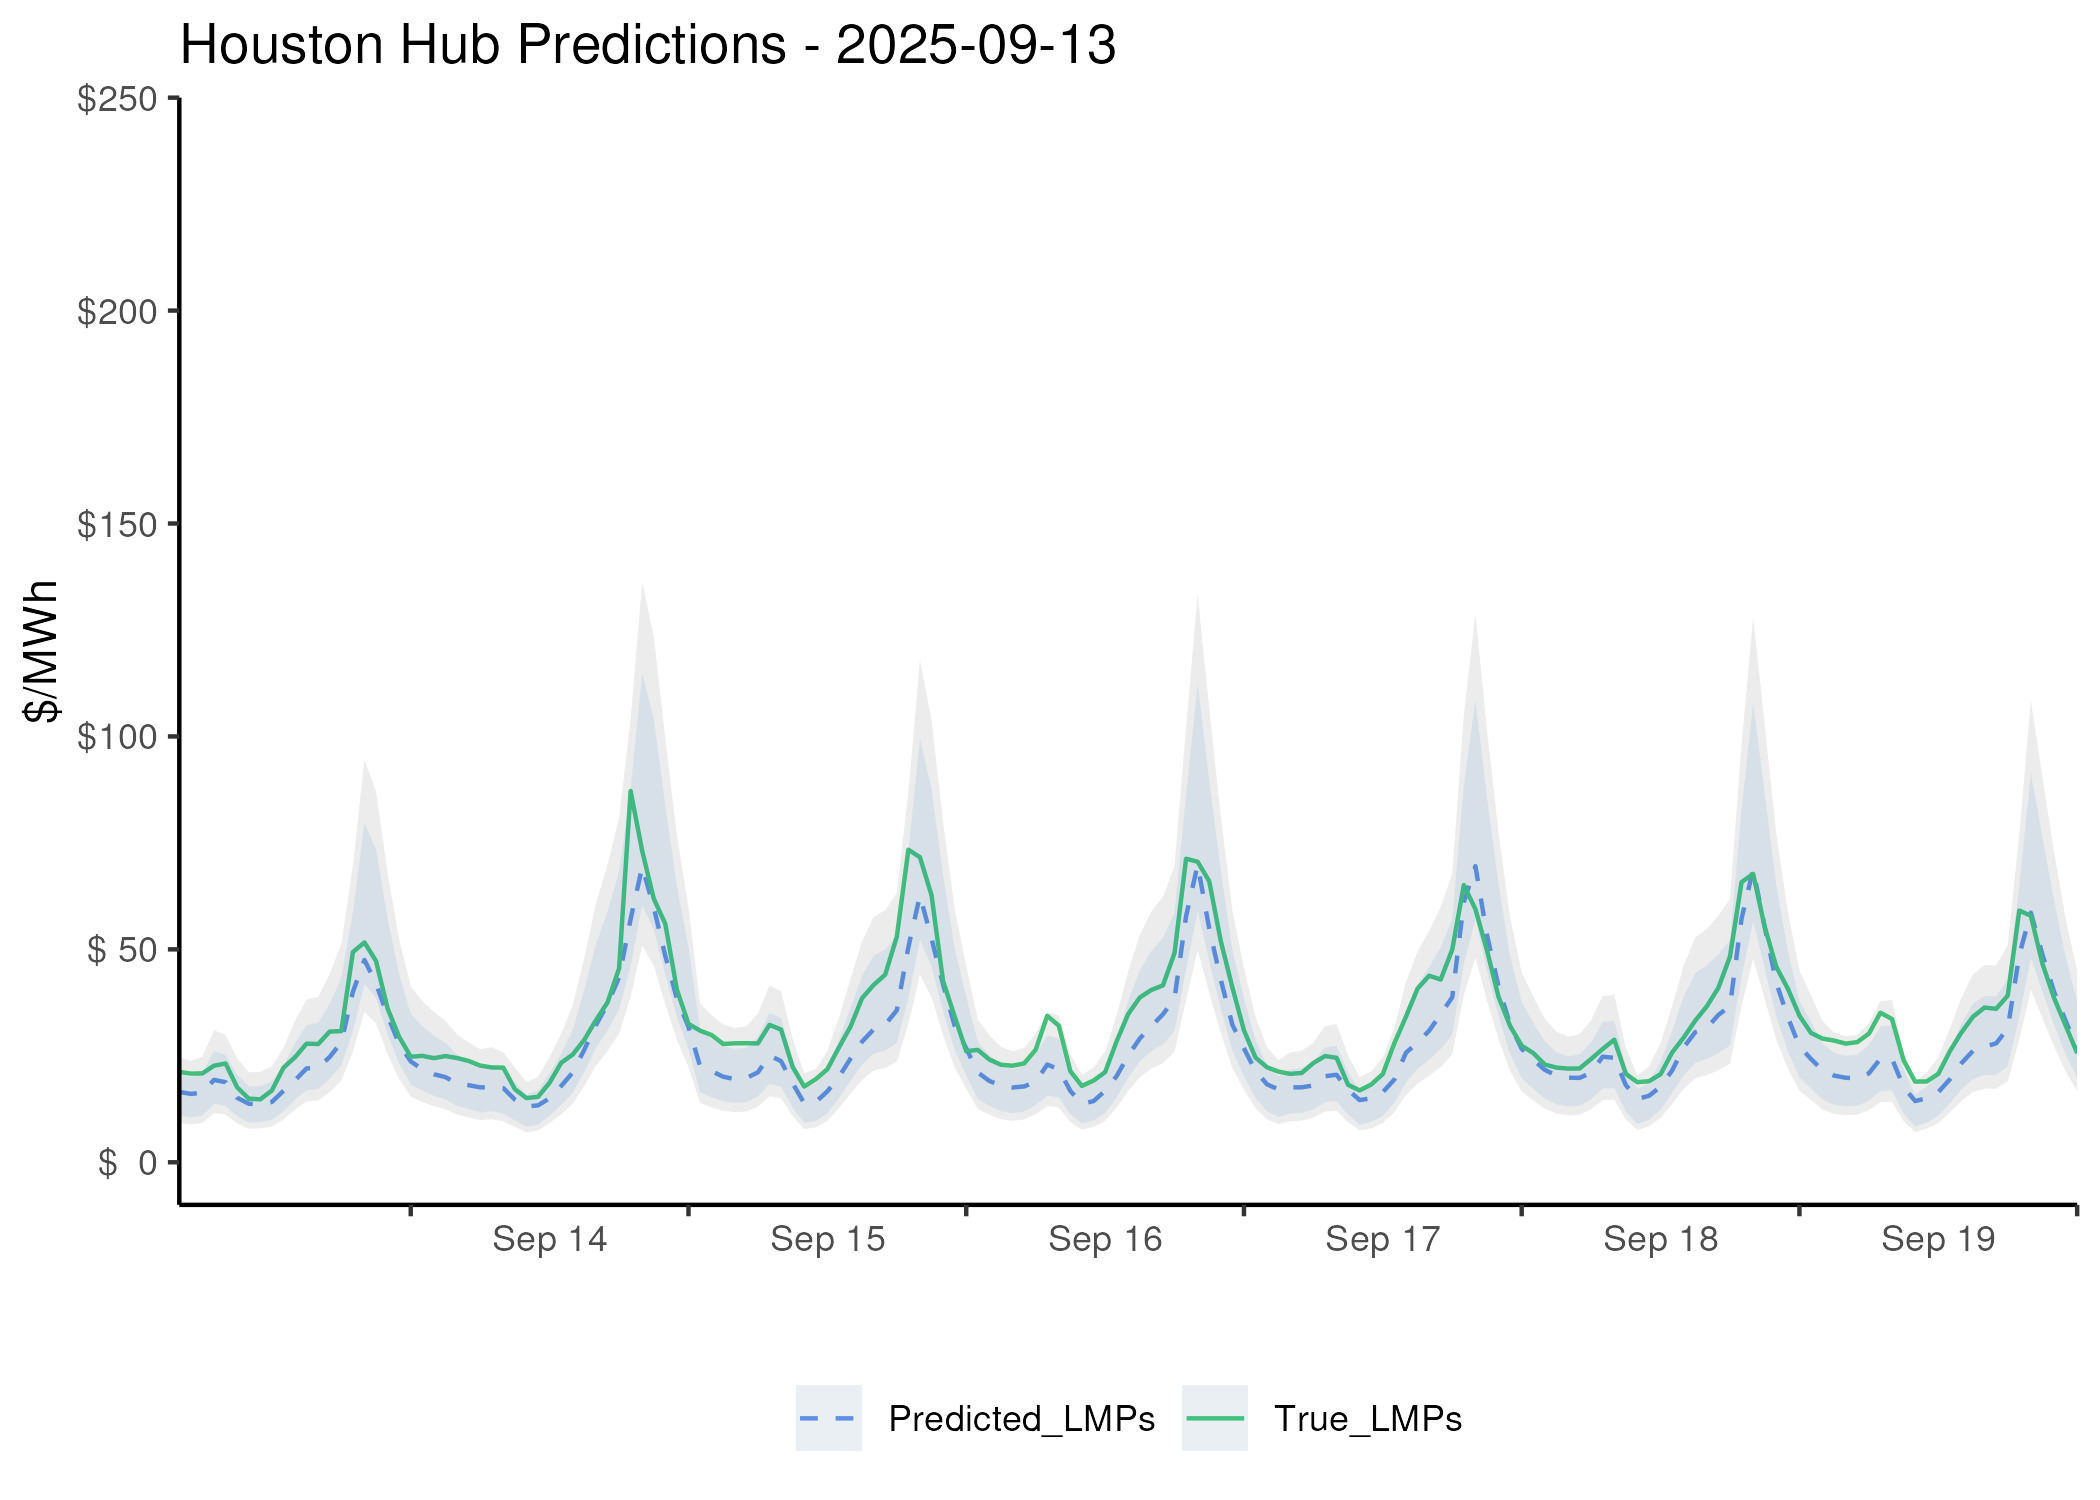 Houston Hub Predictions - 2025-09-13
$250
$200
$150
$100
$ 50
$  0
$/MWh
Sep 14
Sep 15
Sep 16
Sep 17
Sep 18
Sep 19
Predicted_LMPs
True_LMPs